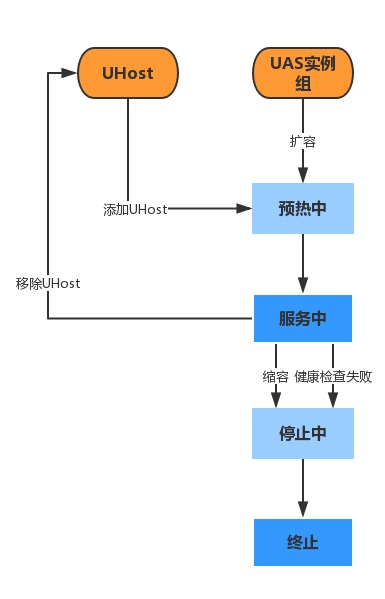 UHost
UAS实例
组
扩容
预热中
添加UHost
移除UHost
服务中
缩容
健康检查失败
停止中
终止